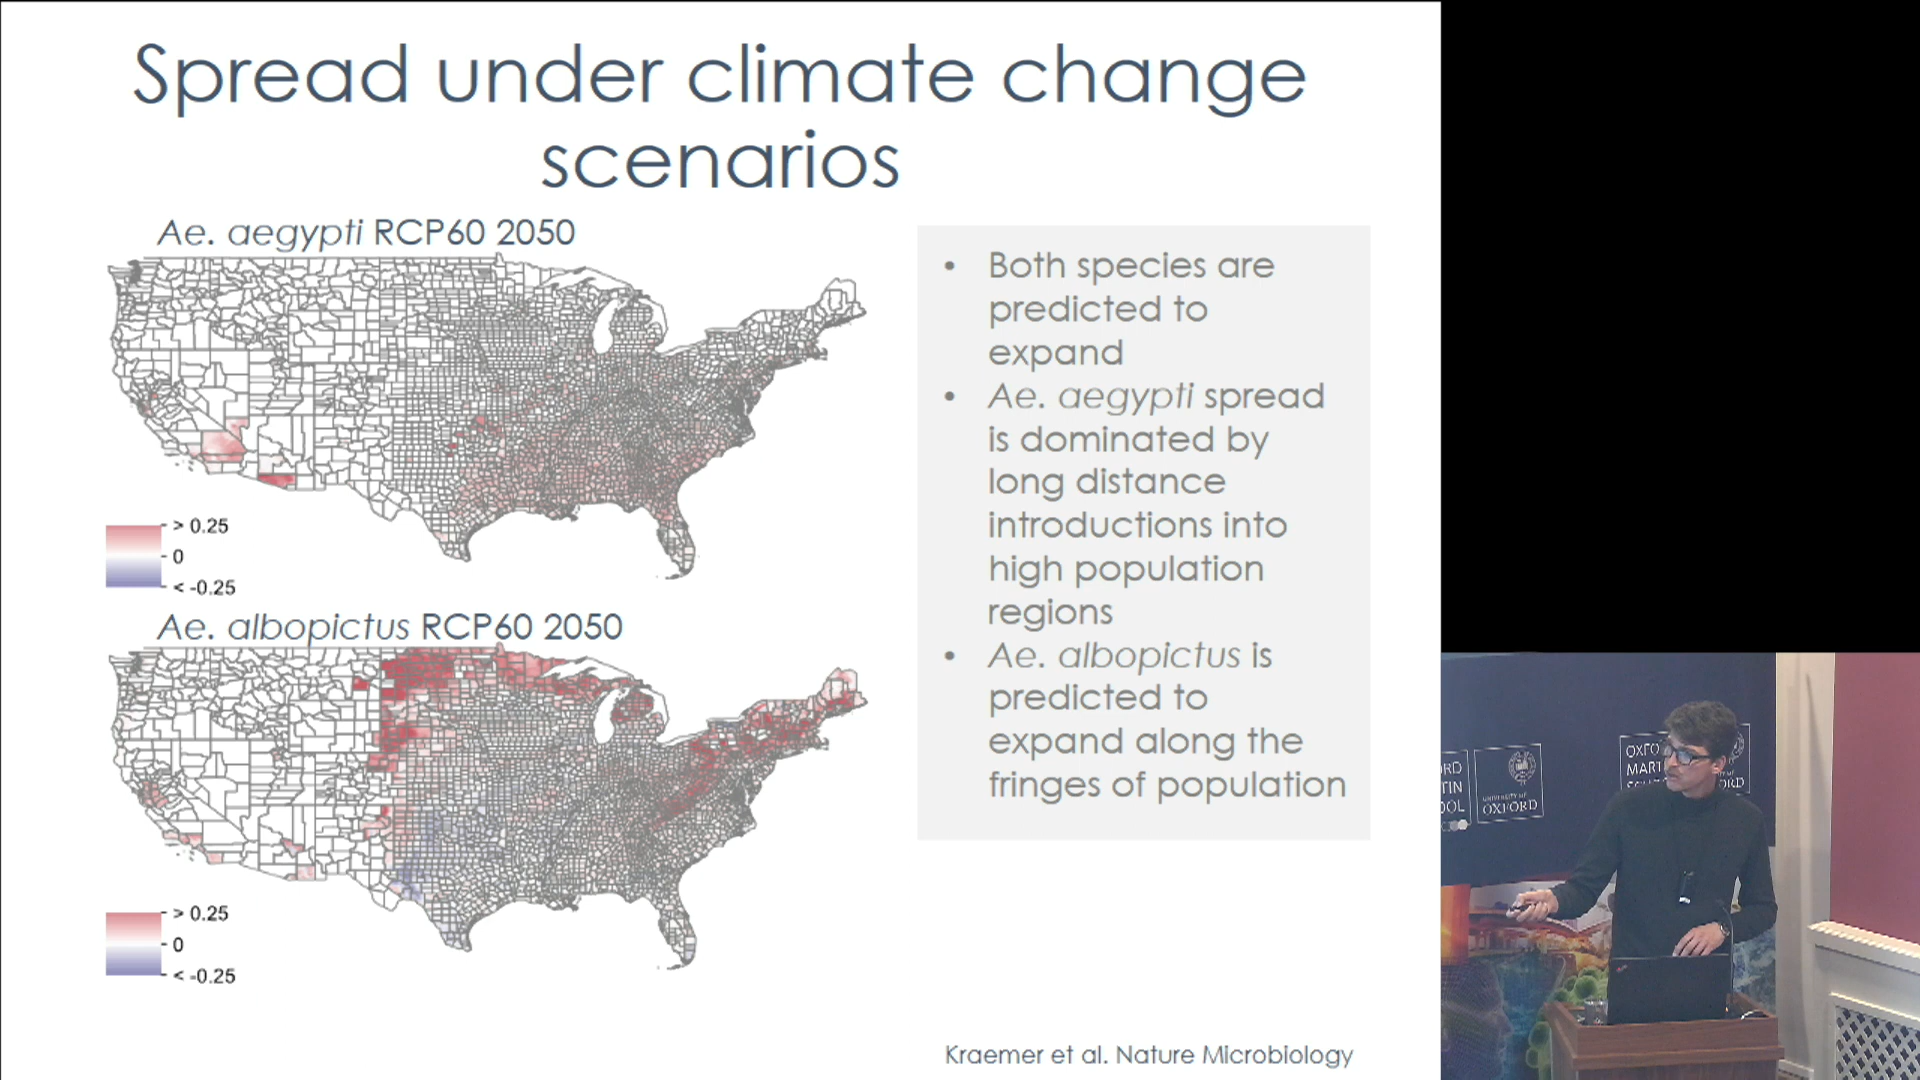 Spread under climate change
scenarios
Ae. aegypti RCP60 2050
> 0.25
0
< -0.25
Ae. albopictus RCP60 2050
> 0.25
0
< -0.25
• Both species are
predicted to
expand
• Ae. aegypti spread
is dominated by
long distance
introductions into
high population
regions
• Ae. albopictus is
predicted to
expand along the
fringes of population
Kraemer et al. Nature Microbiology
UNIVERSITY OF
OXFORD
OXFO
MART